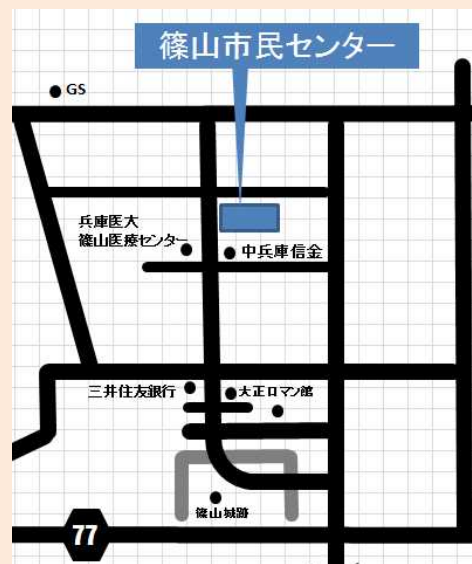 篠山市民センター
GS
兵庫医大
篠山医療センター
中兵庫信金
三井住友銀行
大正ロマン館
篠山城跡
77